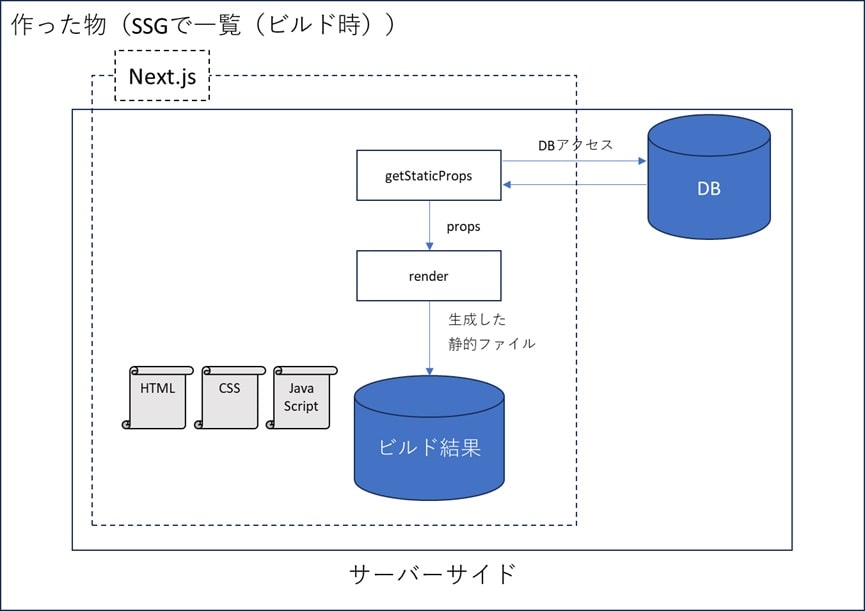 作った物（SSGで一覧（ビルド時））
Next.js
DBアクセス
getStaticProps
DB
props
render
生成した
静的ファイル
HTML
CSS
Java
Script
ビルド結果
サーバーサイド